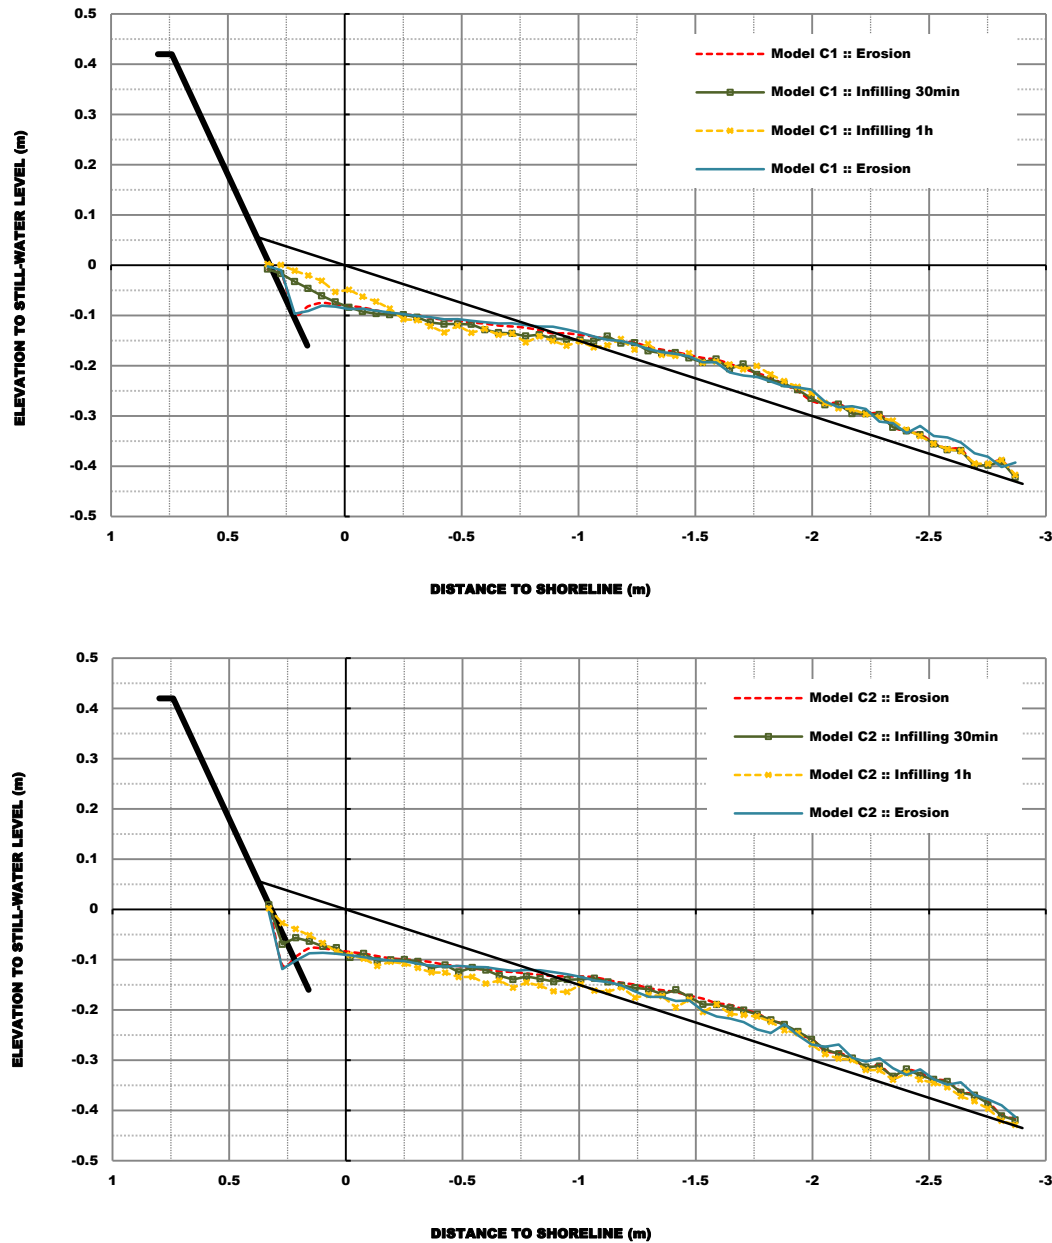 0.5
0.4
0.3
0.2
0.1
0
-0.1
-0.2
-0.3
-0.4
-0.5
ELEVATION TO STILL-WATER LEVEL (m)
Model C1 :: Erosion
Model C1 :: Infilling 30min
Model C1 :: Infilling 1h
Model C1 :: Erosion
1 0.5 0 -0.5 -1 -1.5 -2 -2.5 -3
DISTANCE TO SHORELINE (m)
0.5
0.4
0.3
0.2
0.1
0
-0.1
-0.2
-0.3
-0.4
-0.5
ELEVATION TO STILL-WATER LEVEL (m)
Model C2 :: Erosion
Model C2 :: Infilling 30min
Model C2 :: Infilling 1h
Model C2 :: Erosion
1 0.5 0 -0.5 -1 -1.5 -2 -2.5 -3
DISTANCE TO SHORELINE (m)